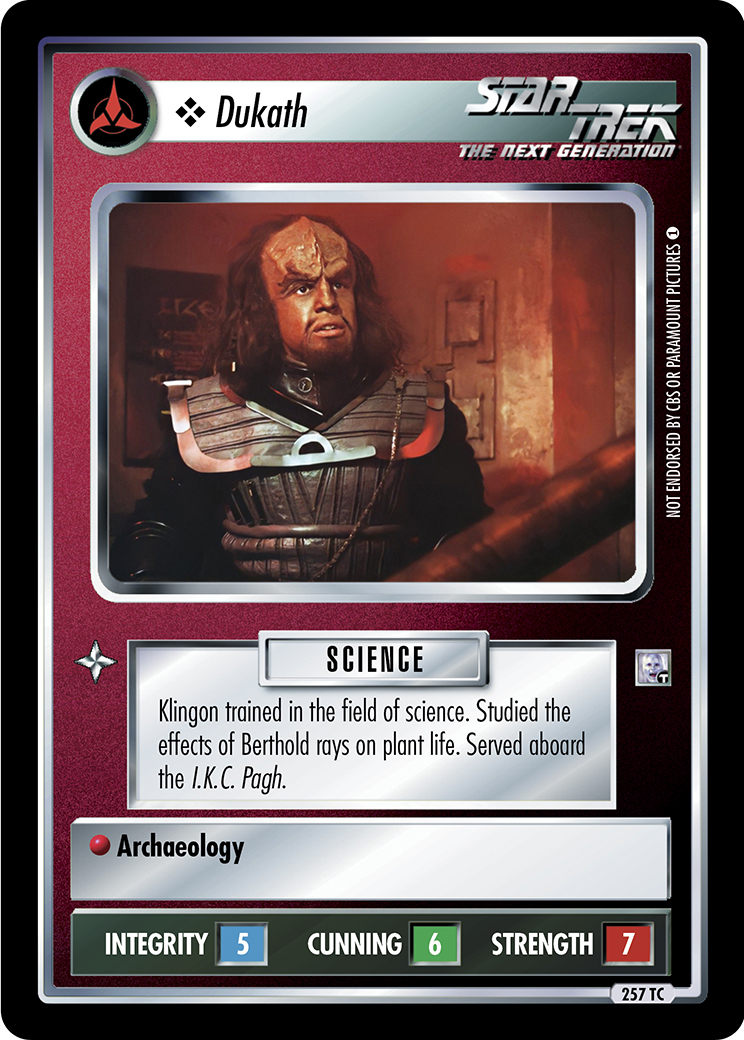 ❖ Dukath
STAR TREK
THE NEXT GENERATION
NOT ENDORSED BY CBS OR PARAMOUNT PICTURES 1
SCIENCE
Klingon trained in the field of science. Studied the
effects of Berthold rays on plant life. Served aboard
the I.K.C. Pagh.
T
Archaeology
INTEGRITY 5 CUNNING 6 STRENGTH 7
257 TC